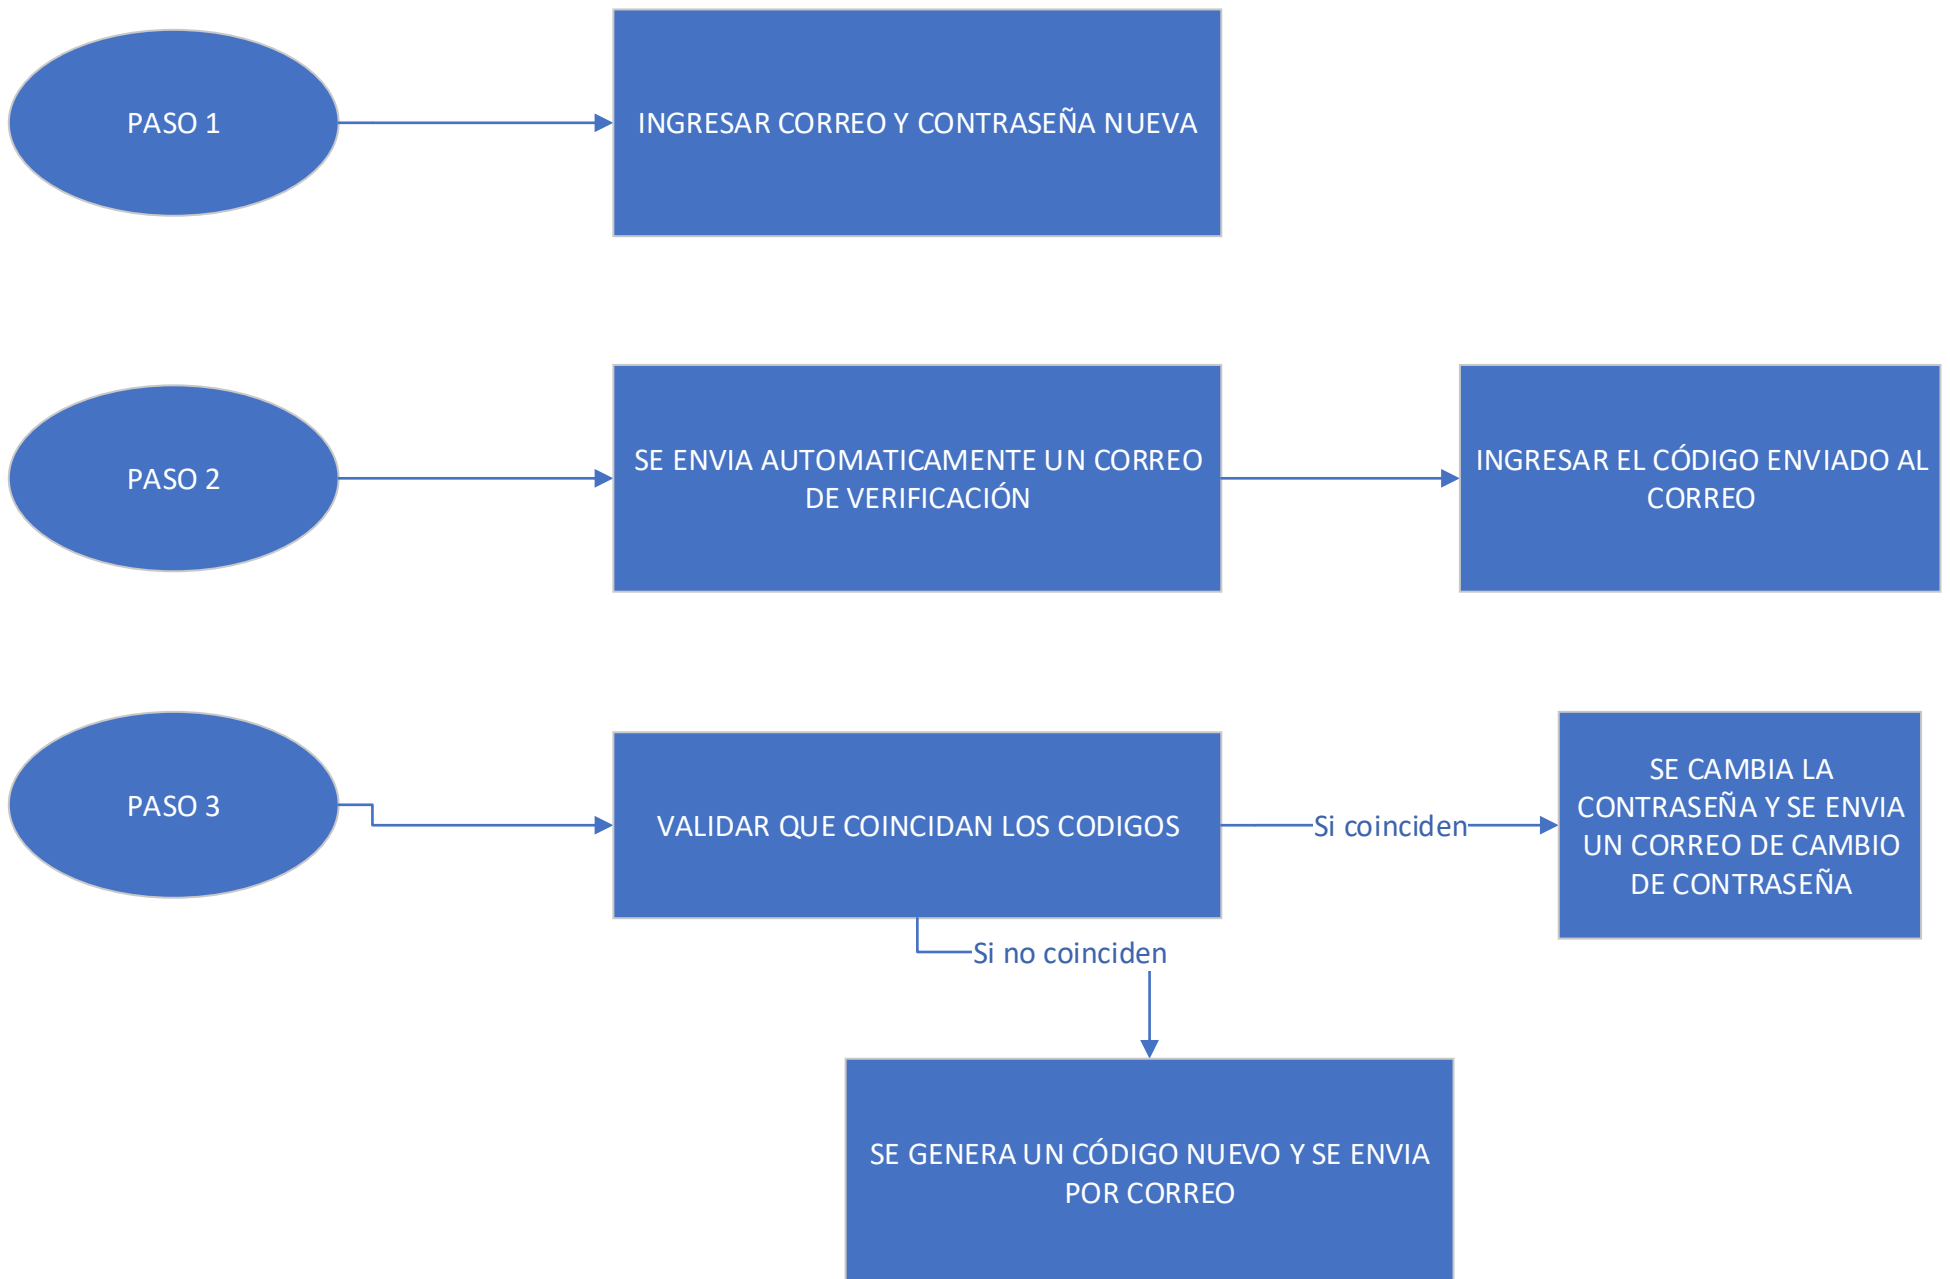 PASO 1
INGRESAR CORREO Y CONTRASEÑA NUEVA
PASO 2
SE ENVIA AUTOMATICAMENTE UN CORREO
DE VERIFICACIÓN
INGRESAR EL CÓDIGO ENVIADO AL
CORREO
PASO 3
VALIDAR QUE COINCIDAN LOS CODIGOS
Si coinciden
SE CAMBIA LA
CONTRASEÑA Y SE ENVIA
UN CORREO DE CAMBIO
DE CONTRASEÑA
Si no coinciden
SE GENERA UN CÓDIGO NUEVO Y SE ENVIA
POR CORREO